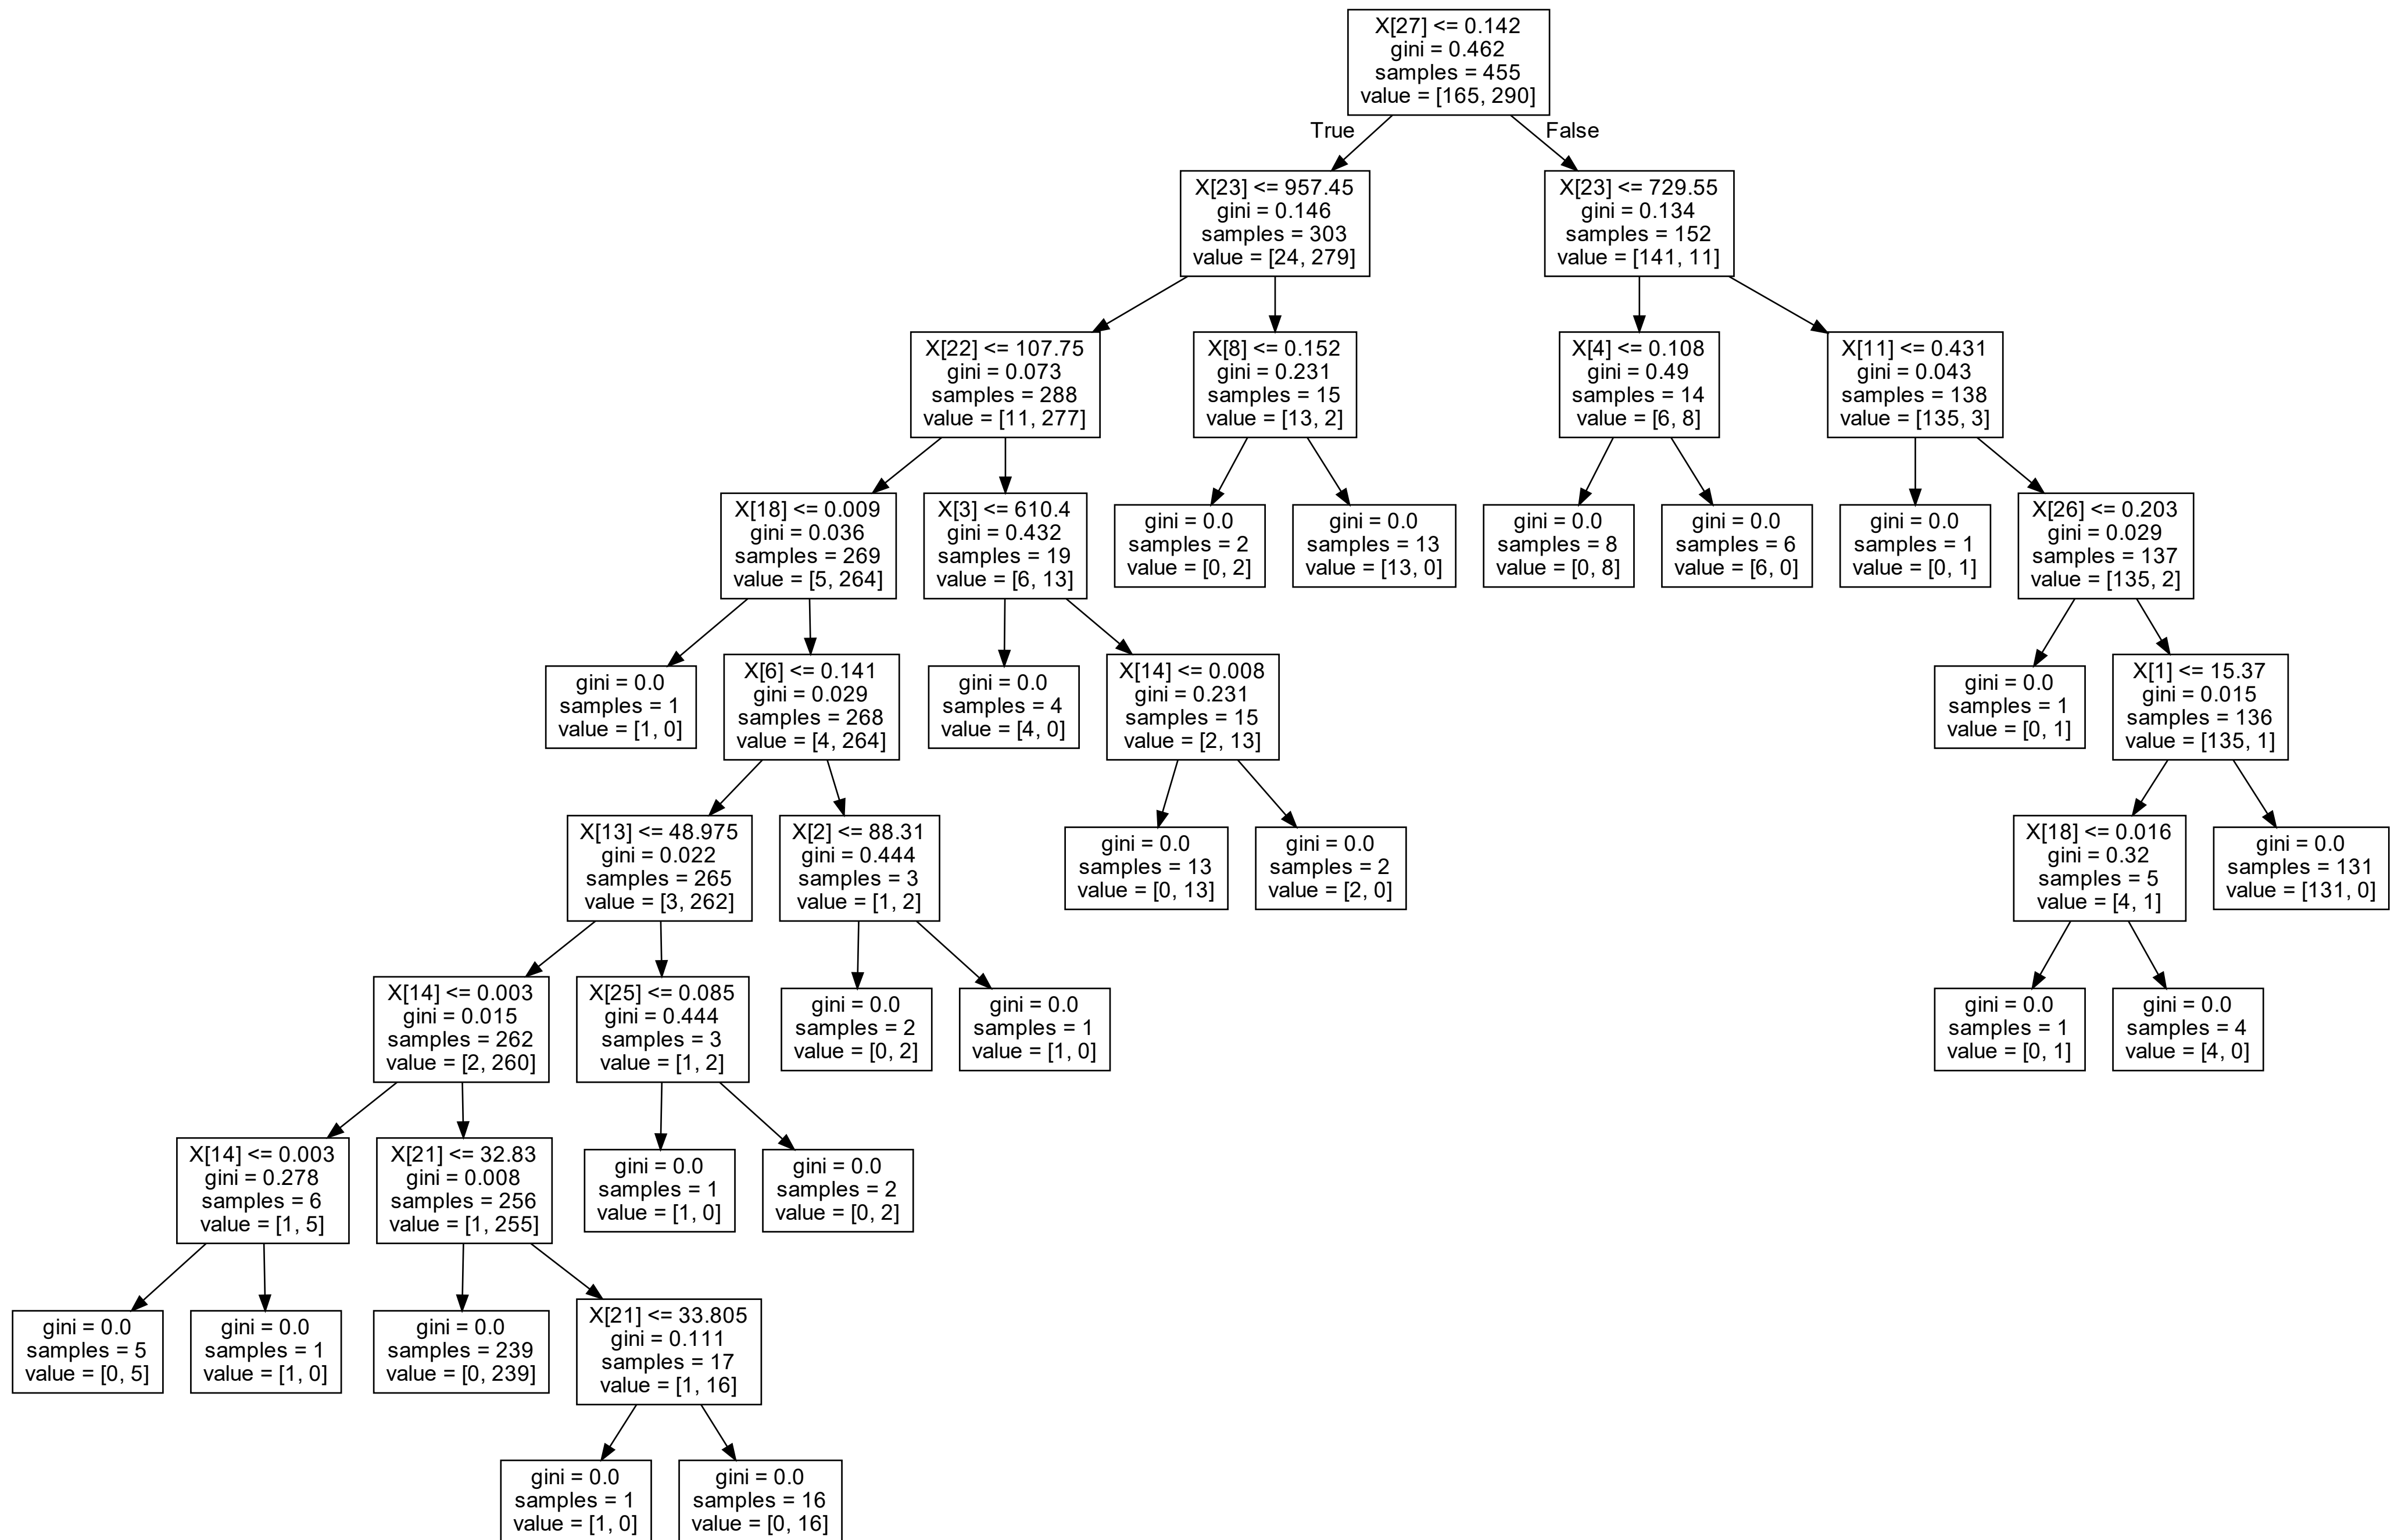 X[27] <= 0.142
gini = 0.462
samples = 455
value = [165, 290]
True
False
X[23] <= 957.45
gini = 0.146
samples = 303
value = [24, 279]
X[23] <= 729.55
gini = 0.134
samples = 152
value = [141, 11]
X[22] <= 107.75
gini = 0.073
samples = 288
value = [11, 277]
X[8] <= 0.152
gini = 0.231
samples = 15
value = [13, 2]
X[4] <= 0.108
gini = 0.49
samples = 14
value = [6, 8]
X[11] <= 0.431
gini = 0.043
samples = 138
value = [135, 3]
X[18] <= 0.009
gini = 0.036
samples = 269
value = [5, 264]
X[3] <= 610.4
gini = 0.432
samples = 19
value = [6, 13]
gini = 0.0
samples = 2
value = [0, 2]
gini = 0.0
samples = 13
value = [13, 0]
gini = 0.0
samples = 8
value = [0, 8]
gini = 0.0
samples = 6
value = [6, 0]
gini = 0.0
samples = 1
value = [0, 1]
X[26] <= 0.203
gini = 0.029
samples = 137
value = [135, 2]
gini = 0.0
samples = 1
value = [1, 0]
X[6] <= 0.141
gini = 0.029
samples = 268
value = [4, 264]
gini = 0.0
samples = 4
value = [4, 0]
X[14] <= 0.008
gini = 0.231
samples = 15
value = [2, 13]
gini = 0.0
samples = 1
value = [0, 1]
X[1] <= 15.37
gini = 0.015
samples = 136
value = [135, 1]
X[13] <= 48.975
gini = 0.022
samples = 265
value = [3, 262]
X[2] <= 88.31
gini = 0.444
samples = 3
value = [1, 2]
gini = 0.0
samples = 13
value = [0, 13]
gini = 0.0
samples = 2
value = [2, 0]
X[18] <= 0.016
gini = 0.32
samples = 5
value = [4, 1]
gini = 0.0
samples = 131
value = [131, 0]
X[14] <= 0.003
gini = 0.015
samples = 262
value = [2, 260]
X[25] <= 0.085
gini = 0.444
samples = 3
value = [1, 2]
gini = 0.0
samples = 2
value = [0, 2]
gini = 0.0
samples = 1
value = [1, 0]
gini = 0.0
samples = 1
value = [0, 1]
gini = 0.0
samples = 4
value = [4, 0]
X[14] <= 0.003
gini = 0.278
samples = 6
value = [1, 5]
X[21] <= 32.83
gini = 0.008
samples = 256
value = [1, 255]
gini = 0.0
samples = 1
value = [1, 0]
gini = 0.0
samples = 2
value = [0, 2]
gini = 0.0
samples = 5
value = [0, 5]
gini = 0.0
samples = 1
value = [1, 0]
gini = 0.0
samples = 239
value = [0, 239]
X[21] <= 33.805
gini = 0.111
samples = 17
value = [1, 16]
gini = 0.0
samples = 1
value = [1, 0]
gini = 0.0
samples = 16
value = [0, 16]